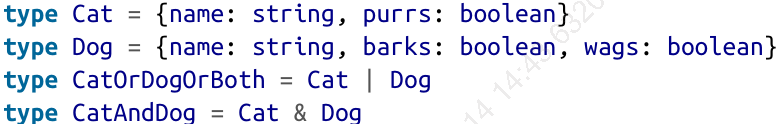 type Cat = {name: string, purrs: boolean}
type Dog = {name: string, barks: boolean, wags: boolean}
type CatOrDogOrBoth = Cat | Dog
type CatAndDog = Cat & Dog